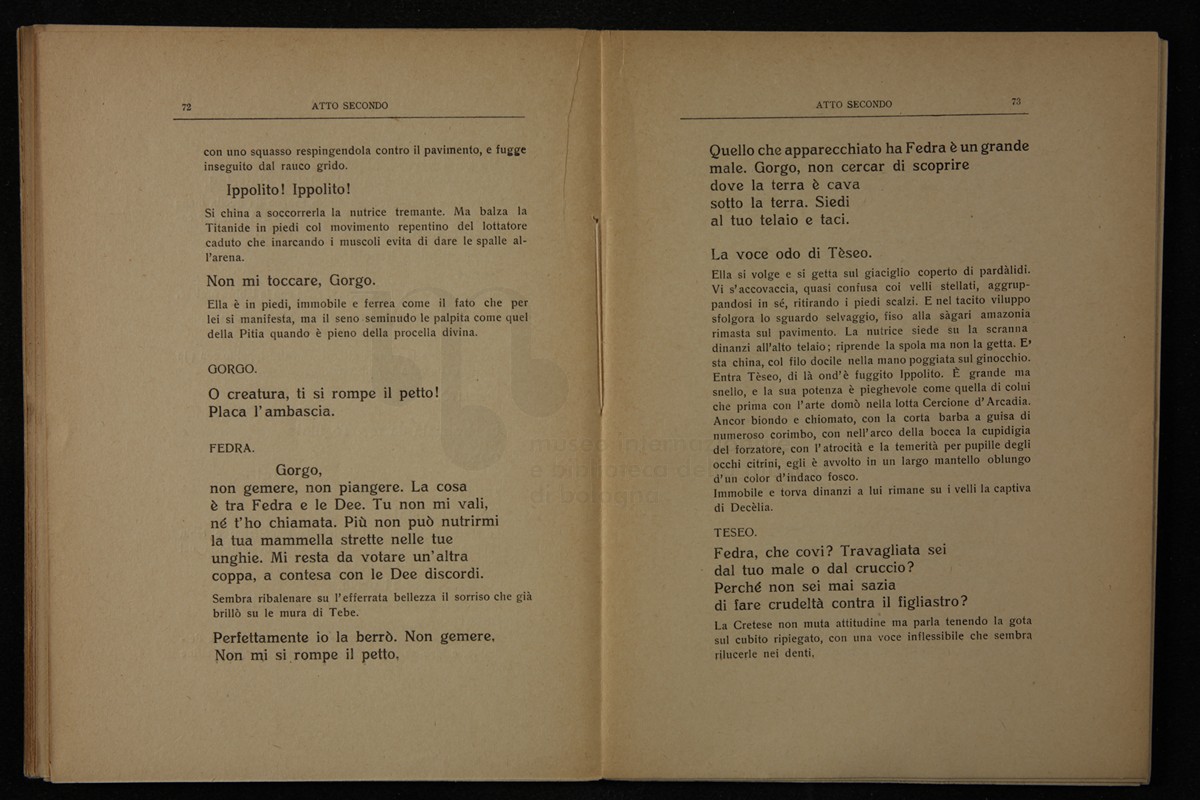 72
ATTO SECONDO
con uno squasso respingendola contro il pavimento, e fugge
inseguito dal rauco grido.
Ippolito! Ippolito!
Si china a soccorrerla la nutrice tremante. Ma balza la
Titanide in piedi col movimento repentino del lottatore
caduto che inarcando i muscoli evita di dare le spalle al-
l'arena.
Non mi toccare, Gorgo.
Ella è in piedi, immobile e ferrea come il fato che per
lei si manifesta, ma il seno seminudo le palpita come quel
della Pitia quando è pieno della procella divina.
GORGO.
O creatura, ti si rompe il petto!
Placa l'ambascia.
FEDRA.
Gorgo,
non gemere, non piangere. La cosa
è tra Fedra e le Dee. Tu non mi vali,
né t'ho chiamata. Più non può nutrirmi
la tua mammella strette nelle tue
unghie. Mi resta da votare un'altra
coppa, a contesa con le Dee discordi.
Sembra ribalenare su l'efferrata bellezza il sorriso che già
brillò su le mura di Tebe.
Perfettamente io la berrò. Non gemere,
Non mi si rompe il petto,
ATTO SECONDO
73
Quello che apparecchiato ha Fedra è un grande
male. Gorgo, non cercar di scoprire
dove la terra è cava
sotto la terra. Siedi
al tuo telaio e taci.
La voce odo di Tèseo.
Ella si volge e si getta sul giaciglio coperto di pardàlidi.
Vi s'accovaccia, quasi confusa coi velli stellati, aggrup-
pandosi in sé, ritirando i piedi scalzi. E nel tacito viluppo
sfolgora lo sguardo selvaggio, fiso alla sàgari amazonia
rimasta sul pavimento. La nutrice siede su la scranna
dinanzi all'alto telaio; riprende la spola ma non la getta. E'
sta china, col filo docile nella mano poggiata sul ginocchio.
Entra Tèseo, di là ond'è fuggito Ippolito. È grande ma
snello, e la sua potenza è pieghevole come quella di colui
che prima con l'arte domò nella lotta Cercione d'Arcadia.
Ancor biondo e chiomato, con la corta barba a guisa di
numeroso corimbo, con nell'arco della bocca la cupidigia
del forzatore, con l'atrocità e la temerità per pupille degli
occhi citrini, egli è avvolto in un largo mantello oblungo
d'un color d'indaco fosco.
Immobile e torva dinanzi a lui rimane su i velli la captiva
di Decèlia.
TESEO.
Fedra, che covi? Travagliata sei
dal tuo male o dal cruccio?
Perché non sei mai sazia
di fare crudeltà contra il figliastro?
La Cretese non muta attitudine ma parla tenendo la gota
sul cubito ripiegato, con una voce inflessibile che sembra
rilucerle nei denti.